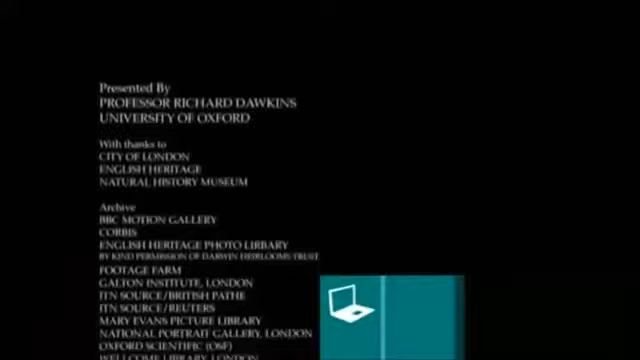 Presented By
PROFESSOR RICHARD DAWKINS
UNIVERSITY OF OXFORD
With thanks to
CITY OF LONDON
ENGLISH HERITAGE
NATURAL HISTORY MUSEUM
Archive
BBC MOTION GALLERY
CORBIS
ENGLISH HERITAGE PHOTO LIBRARY
BY KIND PERMISSION OF DARWIN HEIRLOOMS TRUST
FOOTAGE FARM
GALTON INSTITUTE, LONDON
ITN SOURCE/BRITISH PATHE
ITN SOURCE/REUTERS
MARY EVANS PICTURE LIBRARY
NATIONAL PORTRAIT GALLERY, LONDON
OXFORD SCIENTIFIC (OSF)
WELLCOME LIBRARY, LONDON